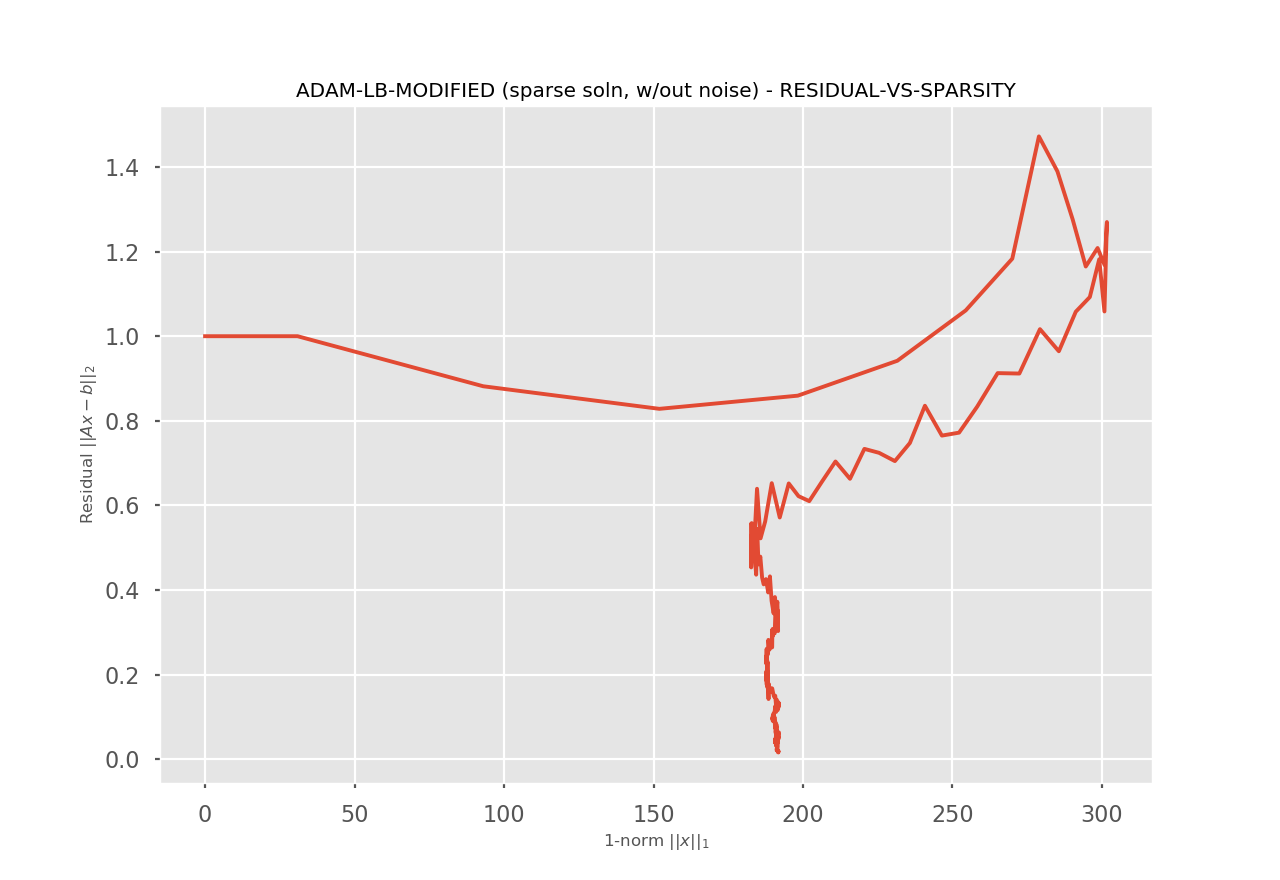 ADAM-LB-MODIFIED (sparse soln, w/out noise) - RESIDUAL-VS-SPARSITY
Residual ||Ax − b||₂
1.4
1.2
1.0
0.8
0.6
0.4
0.2
0.0
0 50 100 150 200 250 300
1-norm ||x||₁